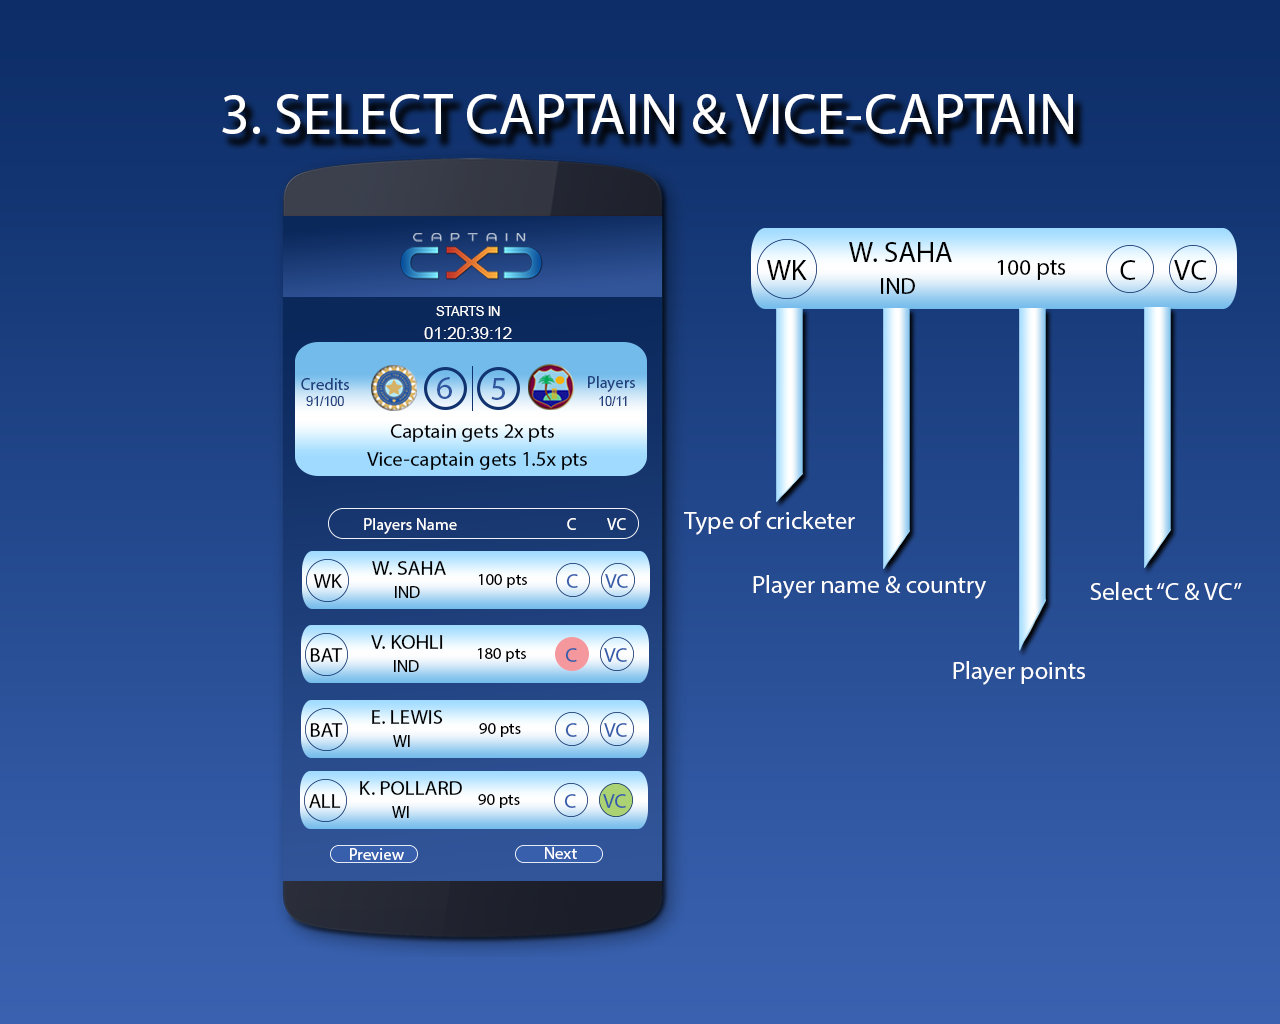 3. SELECT CAPTAIN & VICE-CAPTAIN
CAPTAIN
CXD
STARTS IN
01:20:39:12
Credits
91/100
6
5
Players
10/11
Captain gets 2x pts
Vice-captain gets 1.5x pts
Players Name C VC
WK W. SAHA IND 100 pts C VC
BAT V. KOHLI IND 180 pts C VC
BAT E. LEWIS WI 90 pts C VC
ALL K. POLLARD WI 90 pts C VC
Preview Next
WK W. SAHA IND 100 pts C VC
Type of cricketer
Player name & country
Player points
Select “C & VC”